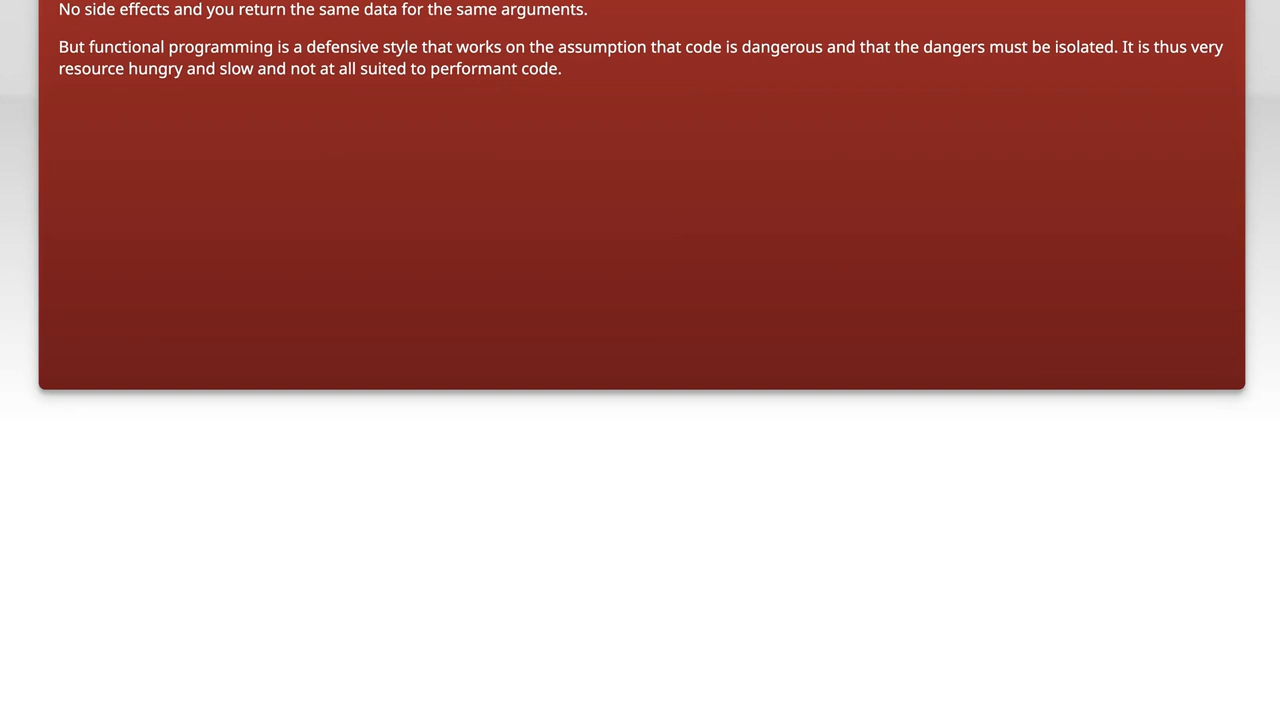 No side effects and you return the same data for the same arguments.
But functional programming is a defensive style that works on the assumption that code is dangerous and that the dangers must be isolated. It is thus very
resource hungry and slow and not at all suited to performant code.